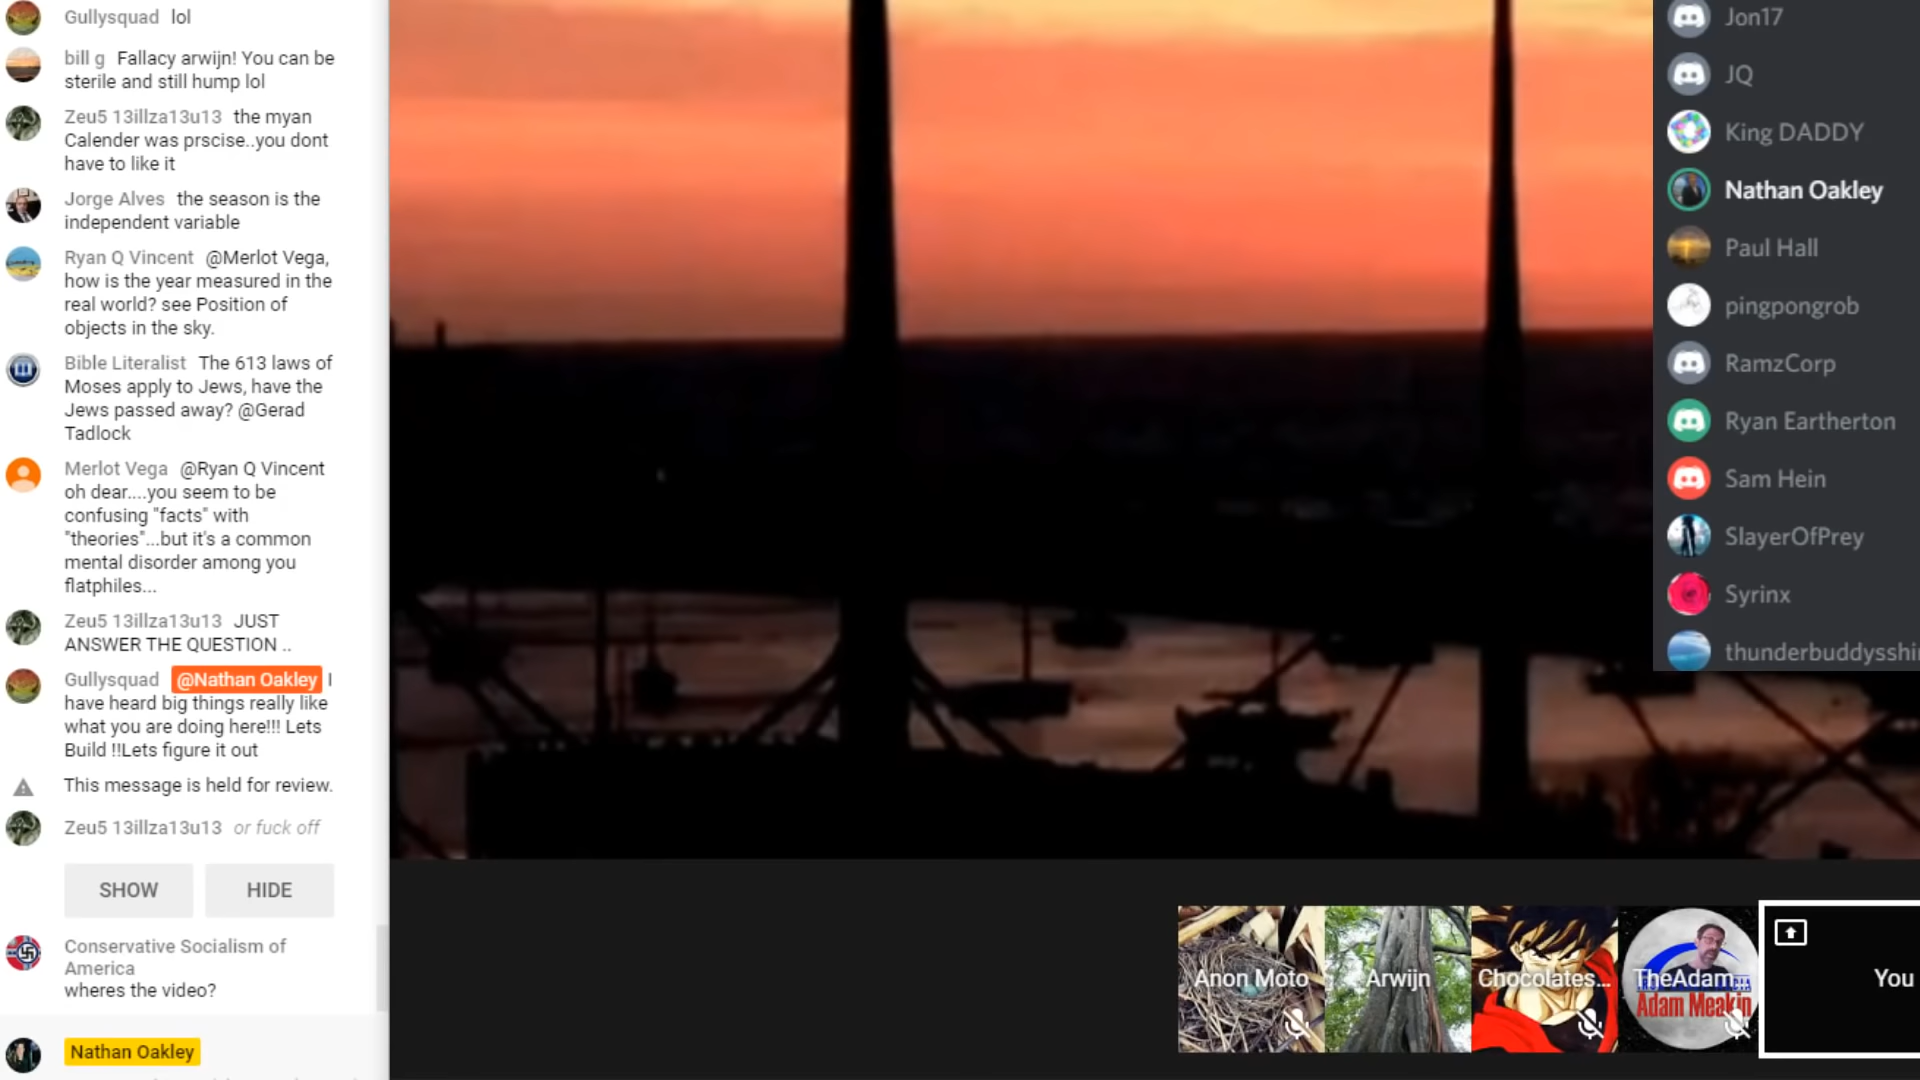 Gullysquad lol
bill g Fallacy arwijn! You can be
sterile and still hump lol
Zeu5 13illza13u13 the myan
Calender was prscise..you dont
have to like it
Jorge Alves the season is the
independent variable
Ryan Q Vincent @Merlot Vega,
how is the year measured in the
real world? see Position of
objects in the sky.
Bible Literalist The 613 laws of
Moses apply to Jews, have the
Jews passed away? @Gerad
Tadlock
Merlot Vega @Ryan Q Vincent
oh dear....you seem to be
confusing "facts" with
"theories"...but it's a common
mental disorder among you
flatphiles...
Zeu5 13illza13u13 JUST
ANSWER THE QUESTION ..
Gullysquad @Nathan Oakley I
have heard big things really like
what you are doing here!!! Lets
Build !!Lets figure it out
This message is held for review.
Zeu5 13illza13u13 or fuck off
SHOW HIDE
Conservative Socialism of
America
wheres the video?
Nathan Oakley
Jon17
JQ
King DADDY
Nathan Oakley
Paul Hall
pingpongrob
RamzCorp
Ryan Eartherton
Sam Hein
SlayerOfPrey
Syrinx
thunderbuddysshi
Anon Moto
Arwijn
Chocolates...
TheAdam...
Adam Meakin
You